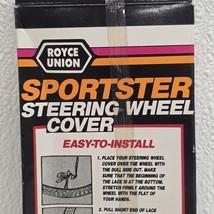 ROYCE
UNION
SPORTSTER
STEERING WHEEL
COVER
EASY-TO-INSTALL
1. PLACE YOUR STEERING WHEEL
COVER OVER THE WHEEL WITH
THE DULL SIDE OUT. MAKE
SURE THAT THE BEGINNING OF
THE LACE IS AT THE BOTTOM.
STRETCH FIRMLY AROUND THE
WHEEL WITH THE FLAT OF
YOUR HANDS.
2. PULL SHORT END OF LACE